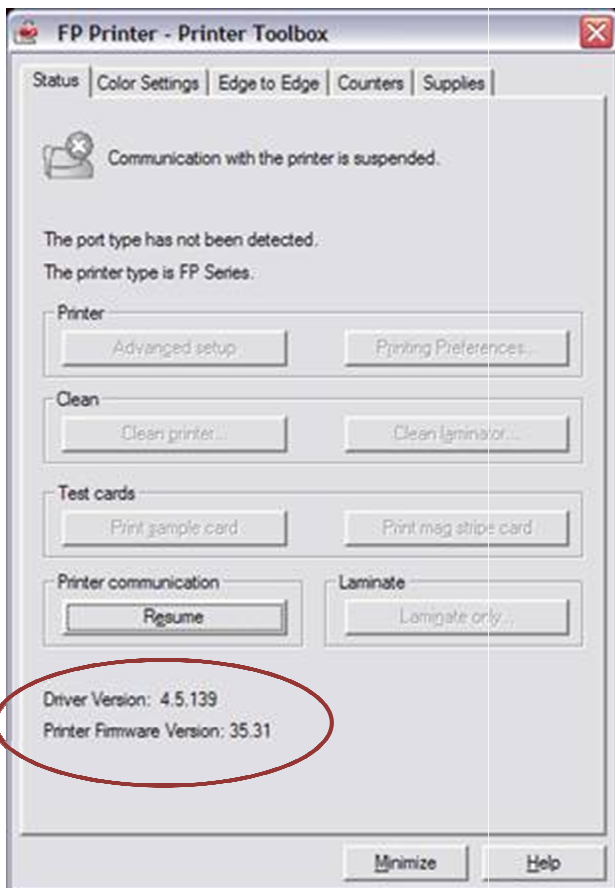 FP Printer - Printer Toolbox
Status Color Settings Edge to Edge Counters Supplies
Communication with the printer is suspended.
The port type has not been detected.
The printer type is FP Series.
Printer
Advanced setup Printing Preferences...
Clean
Clean printer... Clean laminator...
Test cards
Print sample card Print mag stripe card
Printer communication Laminate
Resume Laminate only...
Driver Version: 4.5.139
Printer Firmware Version: 35.31
Minimize Help